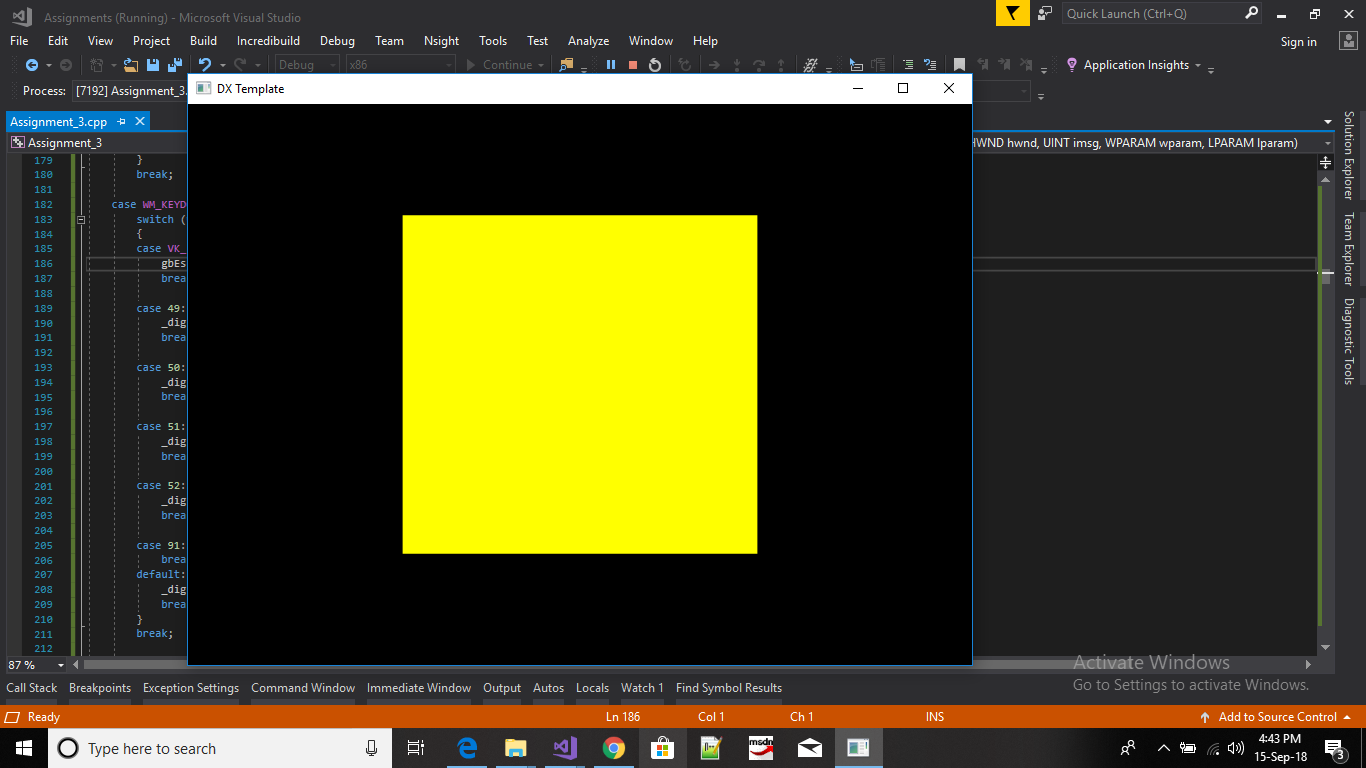 Assignments (Running) - Microsoft Visual Studio
Quick Launch (Ctrl+Q)
File Edit View Project Build Incredibuild Debug Team Nsight Tools Test Analyze Window Help
Sign in
Debug x86 Continue Application Insights
Process: [7192] Assignment_3.
DX Template
Assignment_3.cpp
Assignment_3
HWND hwnd, UINT imsg, WPARAM wparam, LPARAM lparam)
179 }
180 break;
181
182 case WM_KEYD
183 switch (
184 {
185 case VK_
186 gbEs
187 brea
188
189 case 49:
190 _dig
191 brea
192
193 case 50:
194 _dig
195 brea
196
197 case 51:
198 _dig
199 brea
200
201 case 52:
202 _dig
203 brea
204
205 case 91:
206 brea
207 default:
208 _dig
209 brea
210 }
211 break;
212
Solution Explorer
Team Explorer
Diagnostic Tools
87 %
Activate Windows
Go to Settings to activate Windows.
Call Stack Breakpoints Exception Settings Command Window Immediate Window Output Autos Locals Watch 1 Find Symbol Results
Ready Ln 186 Col 1 Ch 1 INS Add to Source Control
Type here to search
msdn
4:43 PM
15-Sep-18
3